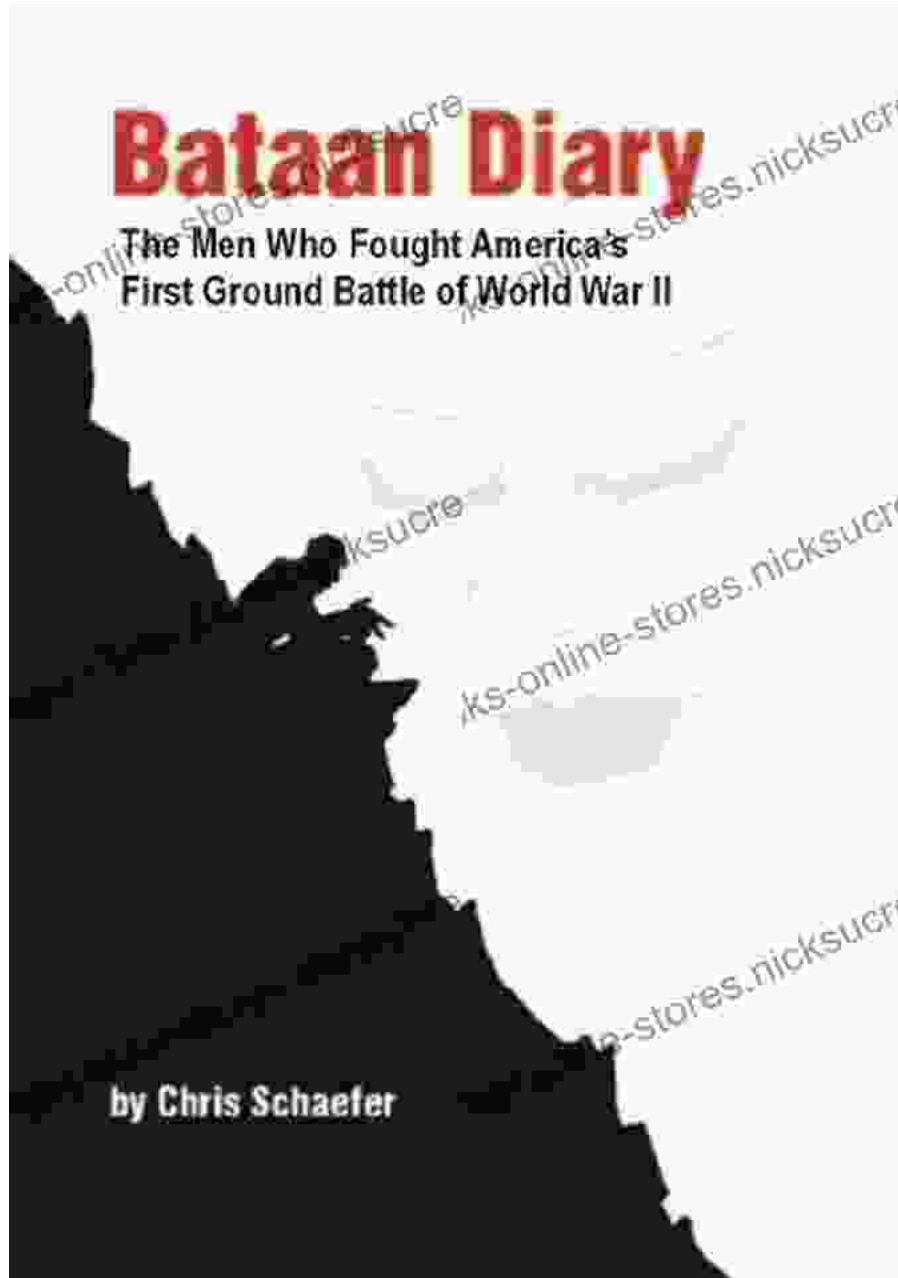 Bataan Diary
The Men Who Fought America's
First Ground Battle of World War II
by Chris Schaefer